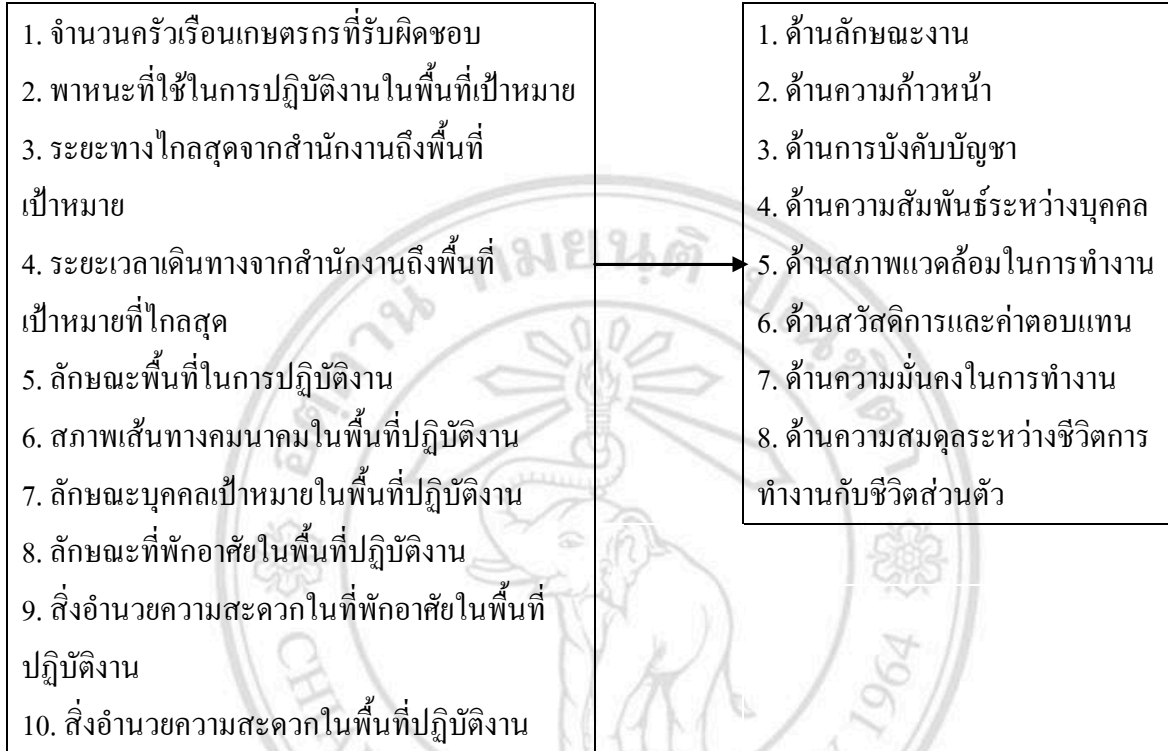 1. จำนวนครัวเรือนเกษตรกรที่รับผิดชอบ
2. พาหนะที่ใช้ในการปฏิบัติงานในพื้นที่เป้าหมาย
3. ระยะทางไกลสุดจากสำนักงานถึงพื้นที่
เป้าหมาย
4. ระยะเวลาเดินทางจากสำนักงานถึงพื้นที่
เป้าหมายที่ไกลสุด
5. ลักษณะพื้นที่ในการปฏิบัติงาน
6. สภาพเส้นทางคมนาคมในพื้นที่ปฏิบัติงาน
7. ลักษณะบุคคลเป้าหมายในพื้นที่ปฏิบัติงาน
8. ลักษณะที่พักอาศัยในพื้นที่ปฏิบัติงาน
9. สิ่งอำนวยความสะดวกในที่พักอาศัยในพื้นที่
ปฏิบัติงาน
10. สิ่งอำนวยความสะดวกในพื้นที่ปฏิบัติงาน
1. ด้านลักษณะงาน
2. ด้านความก้าวหน้า
3. ด้านการบังคับบัญชา
4. ด้านความสัมพันธ์ระหว่างบุคคล
5. ด้านสภาพแวดล้อมในการทำงาน
6. ด้านสวัสดิการและค่าตอบแทน
7. ด้านความมั่นคงในการทำงาน
8. ด้านความสมดุลระหว่างชีวิตการ
ทำงานกับชีวิตส่วนตัว
1964